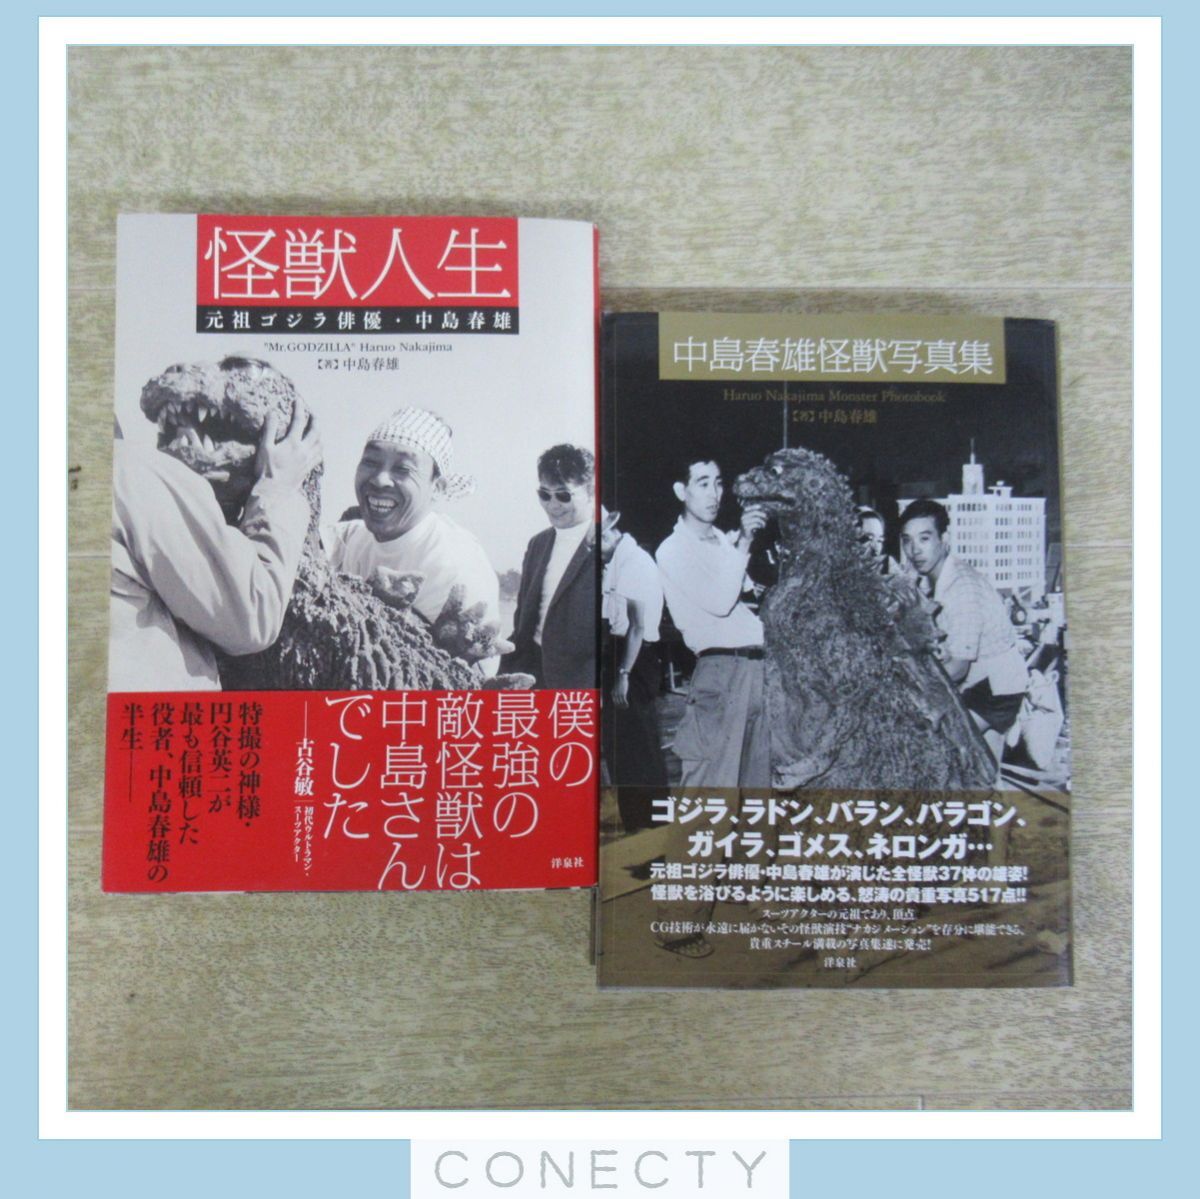 怪獣人生
元祖ゴジラ俳優・中島春雄
"Mr.GODZILLA" Haruo Nakajima
【著】中島春雄
僕の
最強の
敵怪獣は
中島さん
でした
――古谷敏
初代ウルトラマン・
スーツアクター
特撮の神様・
円谷英二が
最も信頼した
役者、中島春雄の
半生――
洋泉社
中島春雄怪獣写真集
Haruo Nakajima Monster Photobook
【著】中島春雄
ゴジラ、ラドン、バラン、バラゴン、
ガイラ、ゴメス、ネロンガ…
元祖ゴジラ俳優・中島春雄が演じた全怪獣37体の雄姿!
怪獣を浴びるように楽しめる、怒涛の貴重写真517点!!
スーツアクターの元祖であり、頂点
CG技術が永遠に届かないその怪獣演技"ナカジメーション"を存分に堪能できる、
貴重スチール満載の写真集遂に発売!
洋泉社
CONECTY